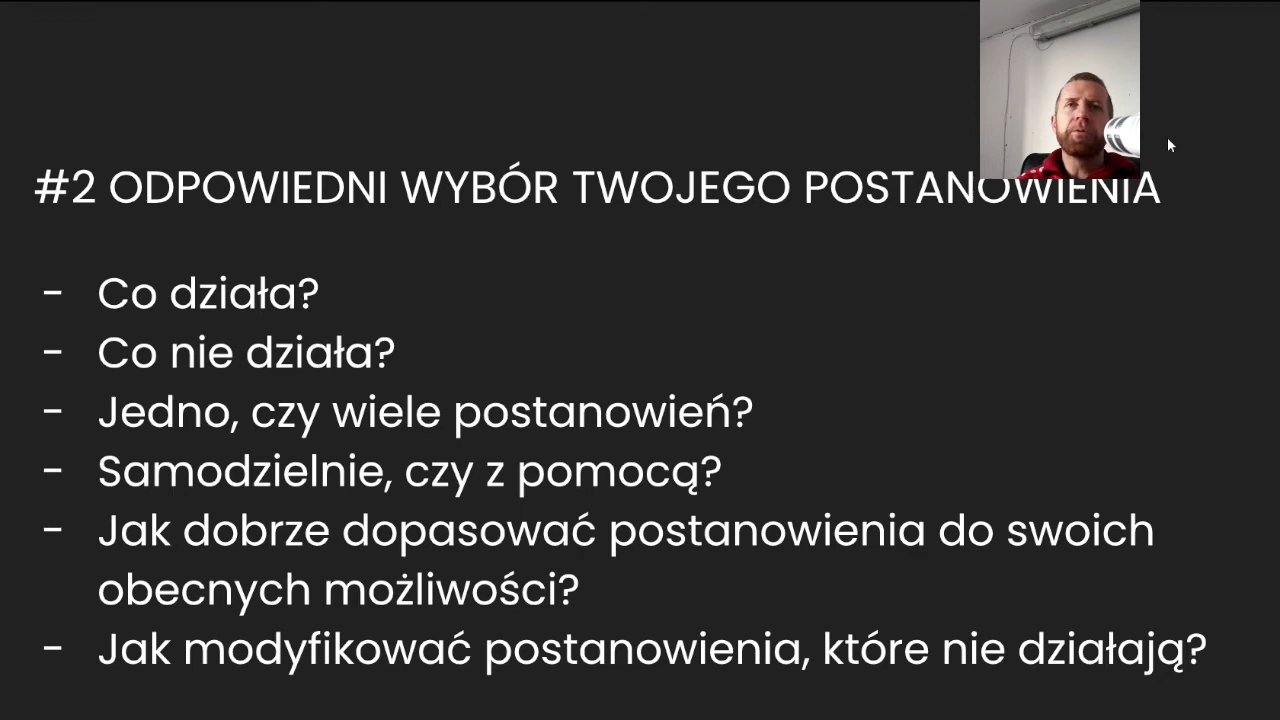 #2 ODPOWIEDNI WYBÓR TWOJEGO POSTANOWIENIA
- Co działa?
- Co nie działa?
- Jedno, czy wiele postanowień?
- Samodzielnie, czy z pomocą?
- Jak dobrze dopasować postanowienia do swoich
obecnych możliwości?
- Jak modyfikować postanowienia, które nie działają?